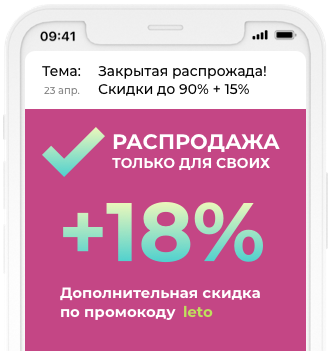 09:41
Тема: Закрытая распрожада!
23 апр. Скидки до 90% + 15%
РАСПРОДАЖА
ТОЛЬКО ДЛЯ СВОИХ
+18%
Дополнительная скидка
по промокоду leto